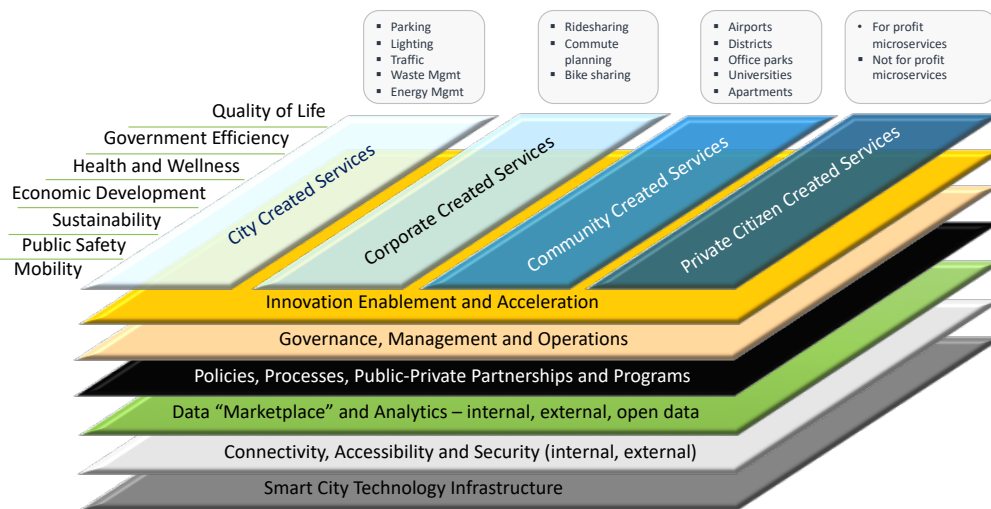 Parking
Lighting
Traffic
Waste Mgmt
Energy Mgmt
Ridesharing
Commute
planning
Bike sharing
Airports
Districts
Office parks
Universities
Apartments
For profit
microservices
Not for profit
microservices
Quality of Life
Government Efficiency
Health and Wellness
Economic Development
Sustainability
Public Safety
Mobility
City Created Services
Corporate Created Services
Community Created Services
Private Citizen Created Services
Innovation Enablement and Acceleration
Governance, Management and Operations
Policies, Processes, Public-Private Partnerships and Programs
Data “Marketplace” and Analytics – internal, external, open data
Connectivity, Accessibility and Security (internal, external)
Smart City Technology Infrastructure